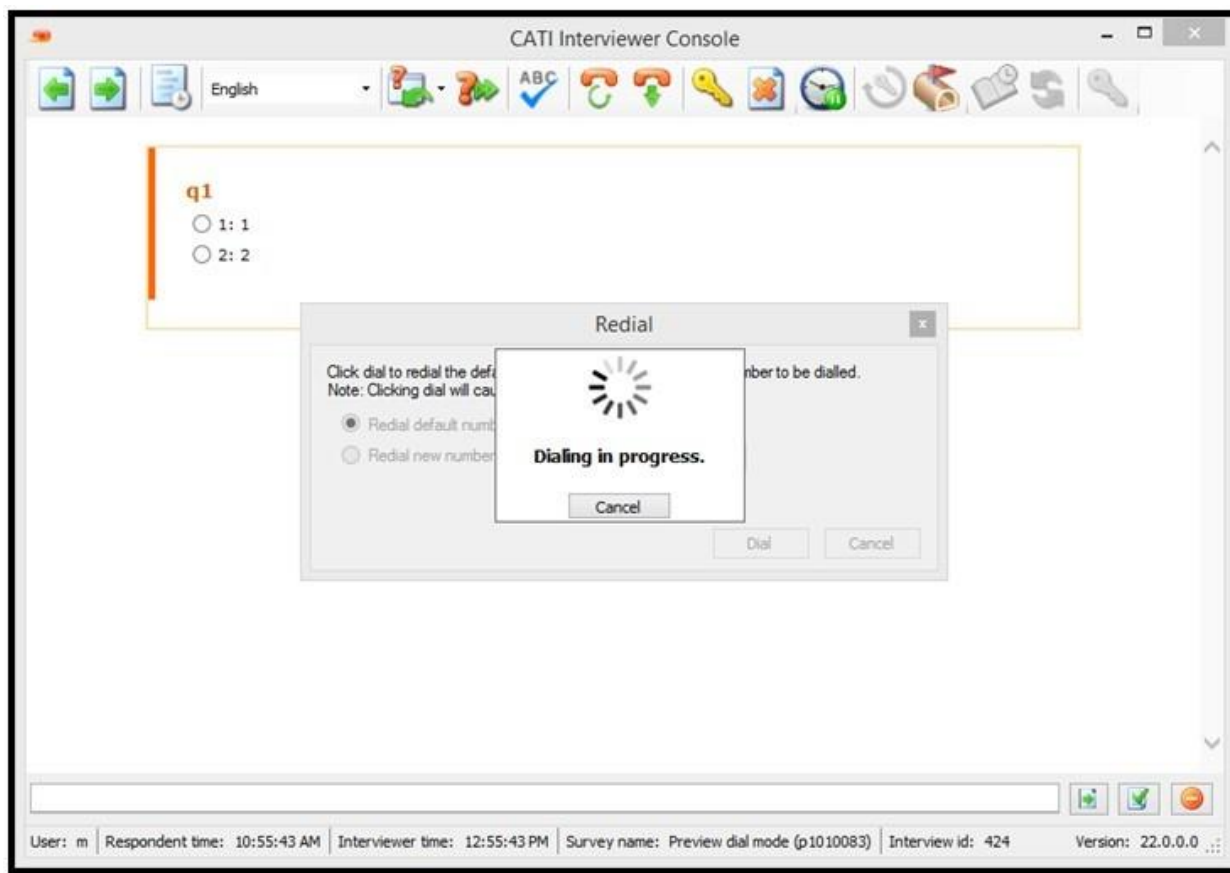 CATI Interviewer Console
English
ABC
q1
1: 1
2: 2
Redial
Click dial to redial the defa
mber to be dialled.
Note: Clicking dial will cau
Redial default numb
Redial new number
Dialing in progress.
Cancel
Dial Cancel
User: m Respondent time: 10:55:43 AM Interviewer time: 12:55:43 PM Survey name: Preview dial mode (p1010083) Interview id: 424 Version: 22.0.0.0